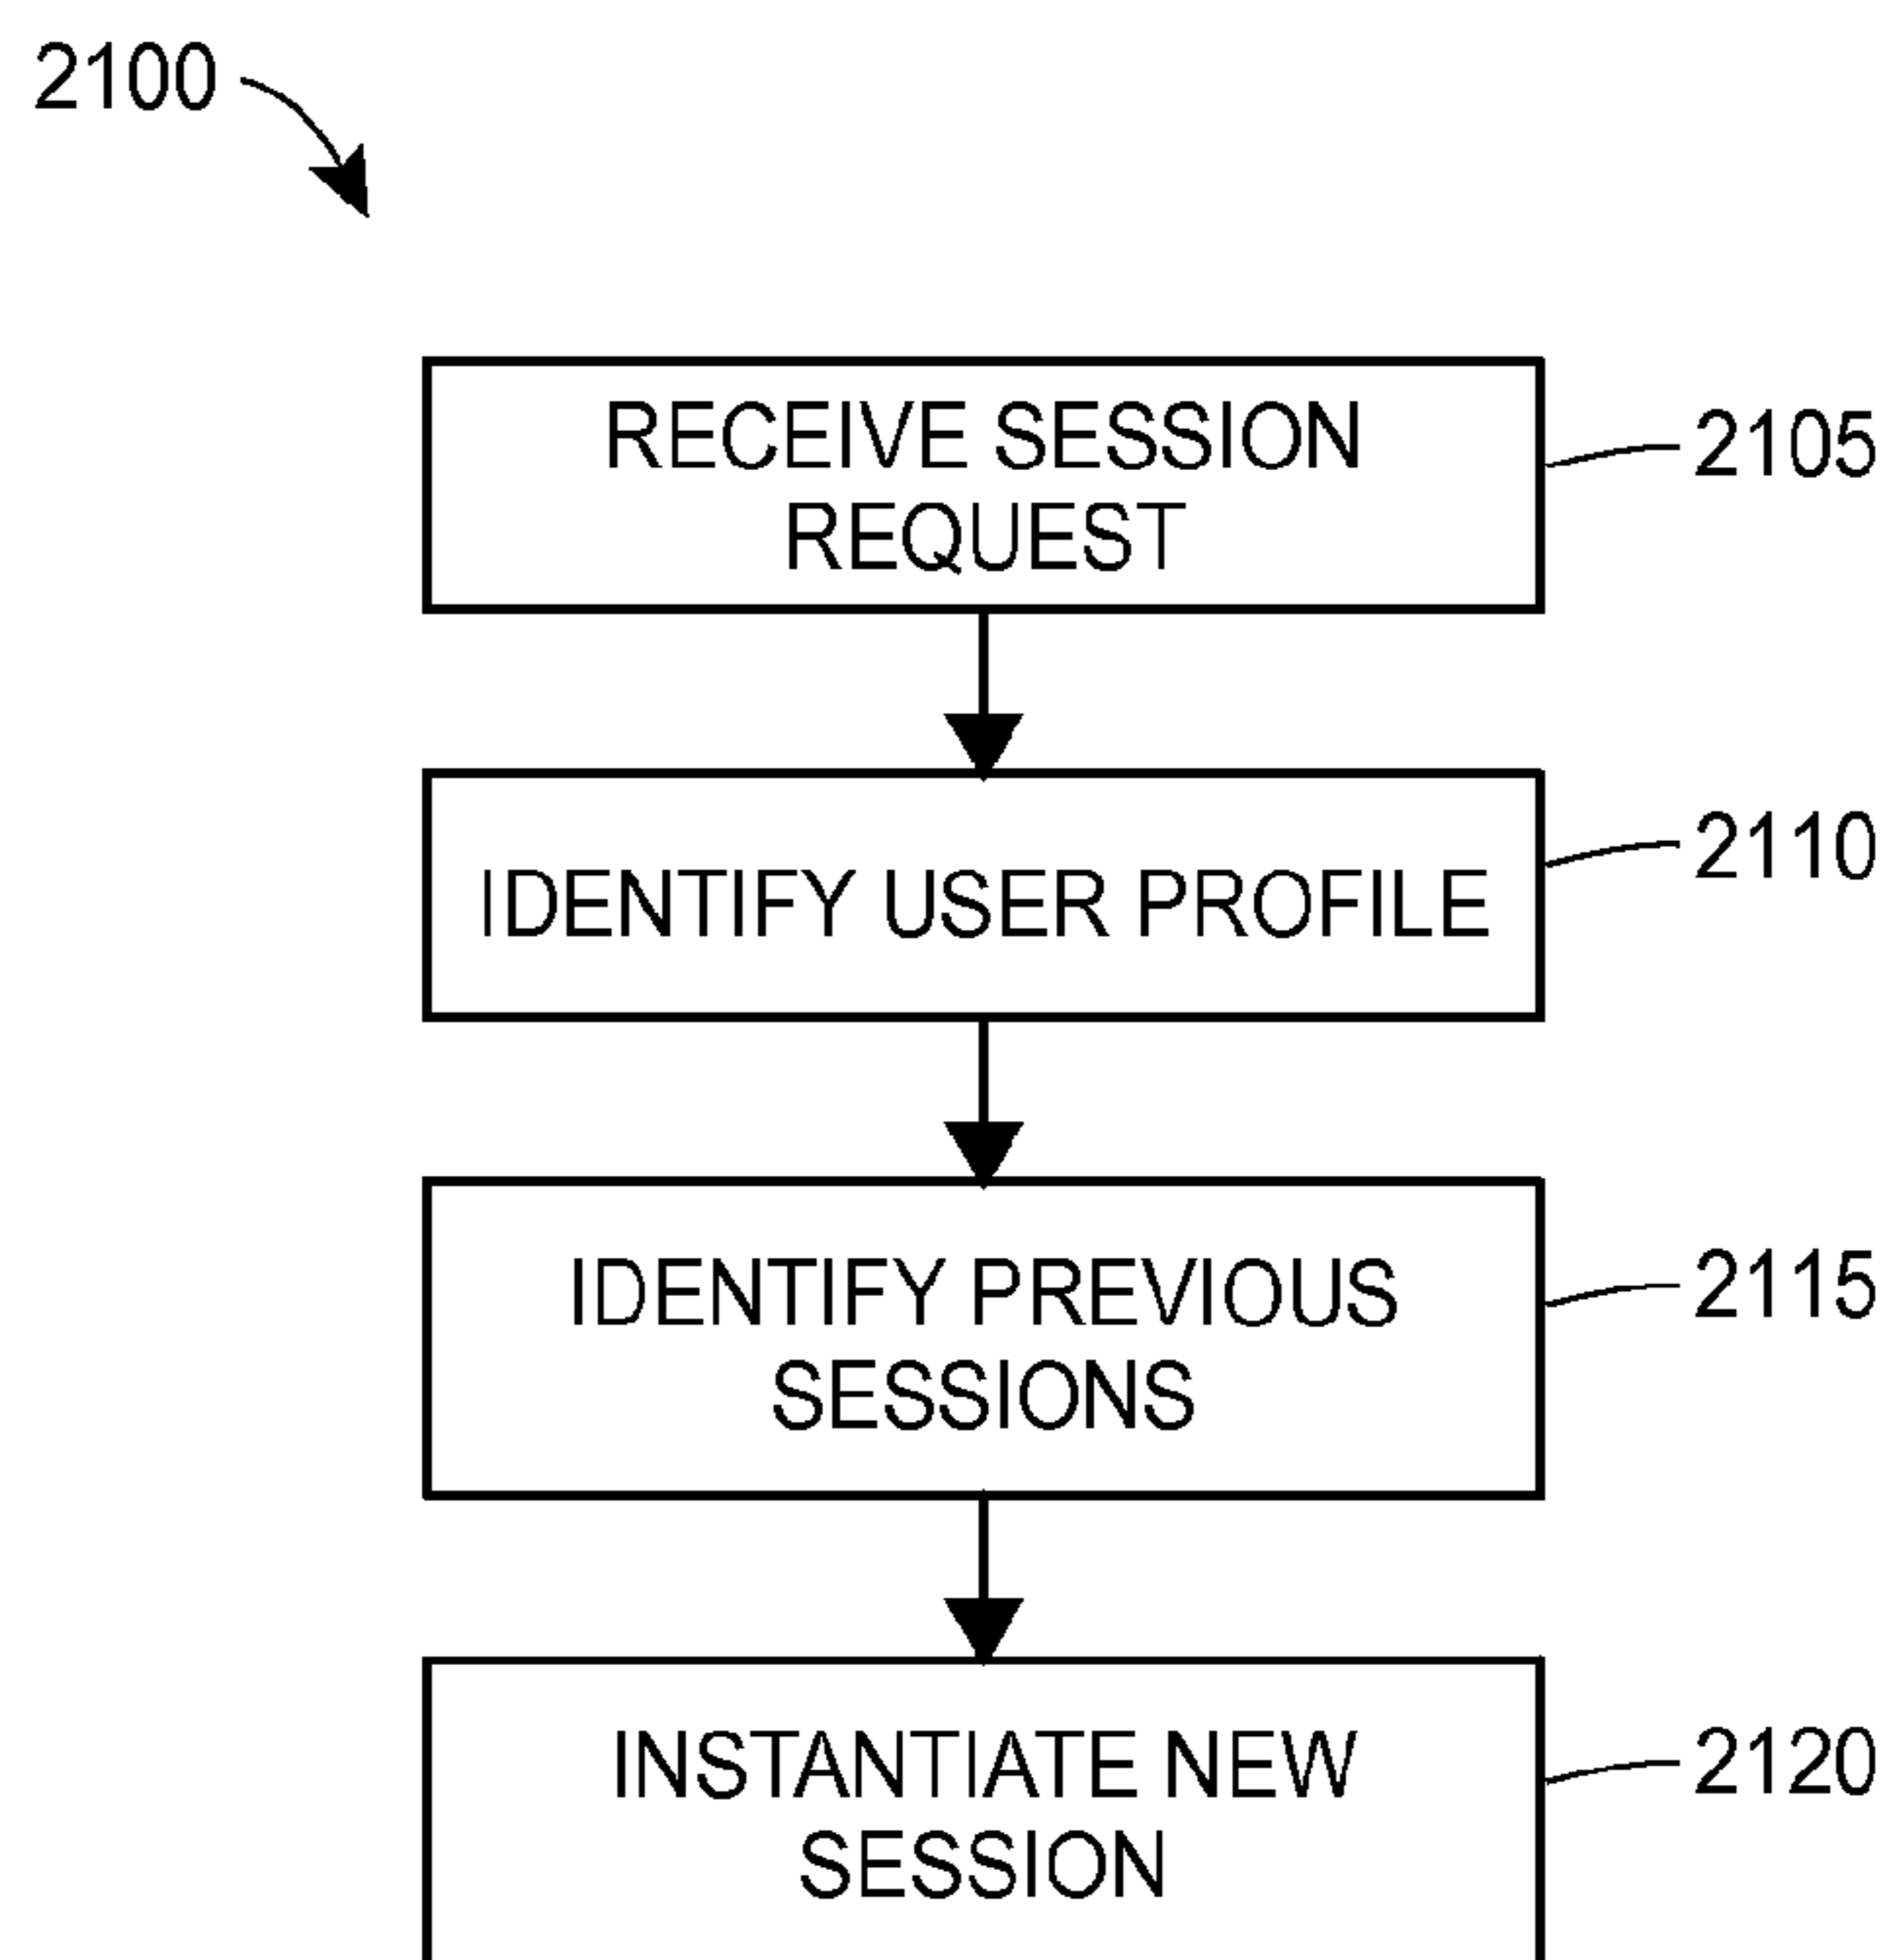 2100
RECEIVE SESSION
REQUEST
2105
IDENTIFY USER PROFILE
2110
IDENTIFY PREVIOUS
SESSIONS
2115
INSTANTIATE NEW
SESSION
2120